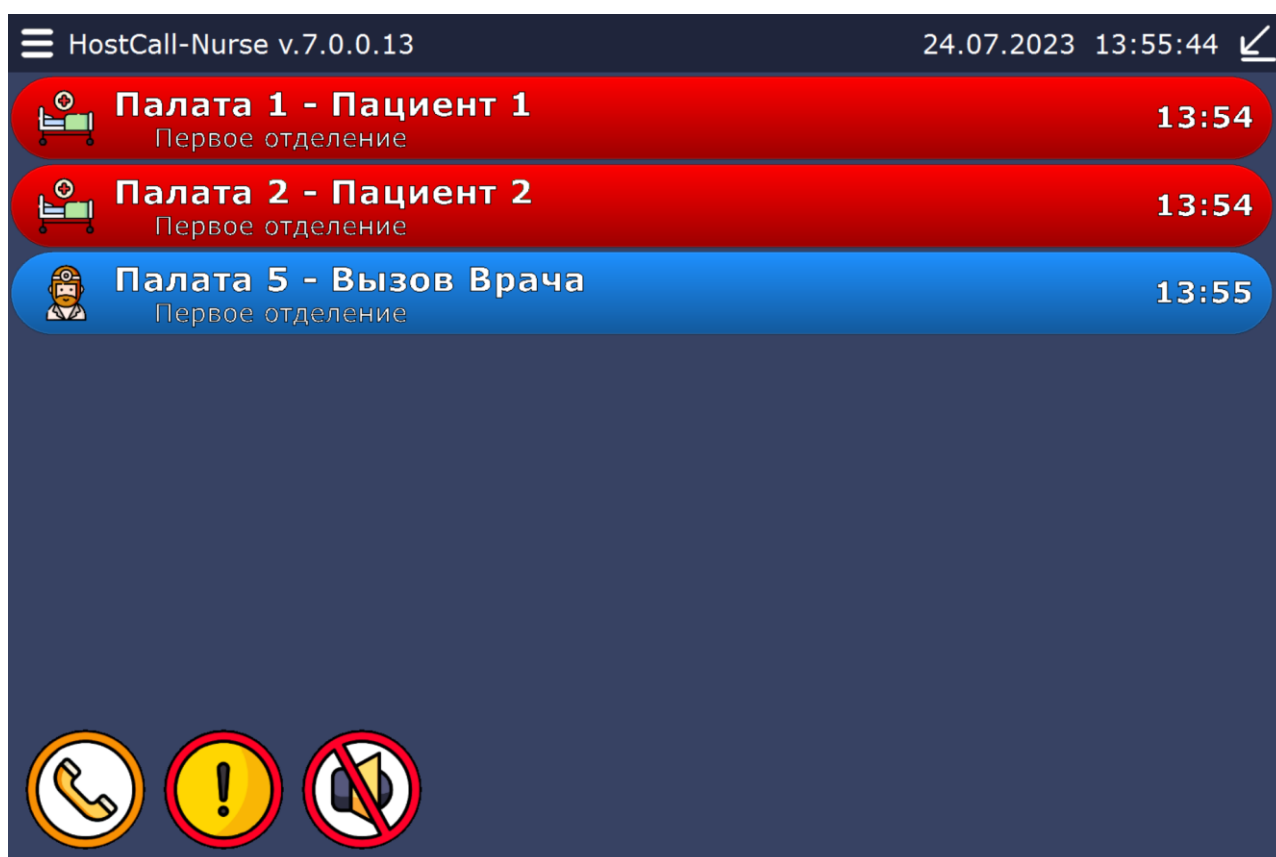 HostCall-Nurse v.7.0.0.13 24.07.2023 13:55:44
Палата 1 - Пациент 1 13:54
Первое отделение
Палата 2 - Пациент 2 13:54
Первое отделение
Палата 5 - Вызов Врача 13:55
Первое отделение